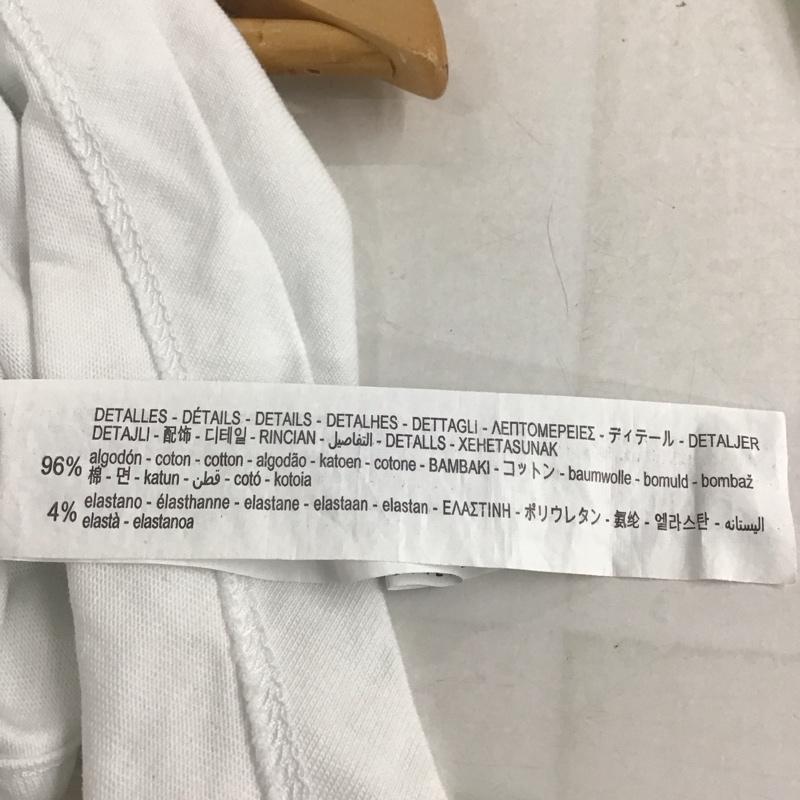 DETALLES - DÉTAILS - DETAILS - DETALHES - DETTAGLI - ΛΕΠΤΟΜΕΡΕΙΕΣ - ディテール - DETALJER
DETAJLI - 配饰 - 디테일 - RINCIAN - التفاصيل - DETALLS - XEHETASUNAK
96% algodón - coton - cotton - algodão - katoen - cotone - BAMBAKI - コットン - baumwolle - bomuld - bombaž
棉 - 면 - katun - قطن - cotó - kotoia
4% elastano - élasthanne - elastane - elastaan - elastan - ΕΛΑΣΤΙΝΗ - ポリウレタン - 氨纶 - 엘라스탄 - اليستانه
elastà - elastanoa